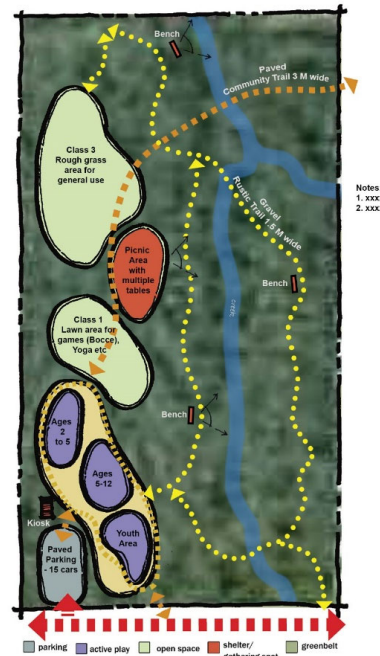 Bench
Paved
Community Trail 3 M wide
Class 3
Rough grass
area for
general use
Notes
1. xxx
2. xxx
Gravel
Rustic Trail 1.5 M wide
Picnic
Area
with
multiple
tables
Bench
Class 1
Lawn area for
games (Bocce),
Yoga etc
Ages
2
to 5
Bench
Ages
5-12
Kiosk
Youth
Area
Paved
Parking
- 15 cars
parking
active play
open space
shelter/
gathering spot
greenbelt